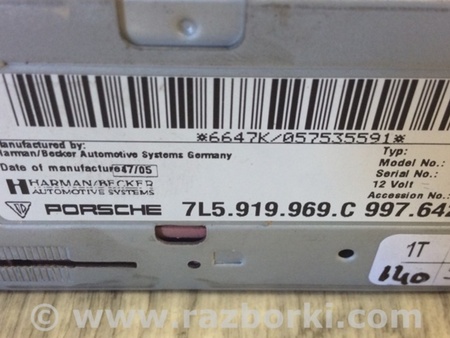 *6647K/057535591*
Manufactured by:
Harman/Becker Automotive Systems Germany
Date of manufacture 47/05
HARMAN/BECKER
AUTOMOTIVE SYSTEMS
Typ:
Model No.:
Serial No.:
12 Volt
Accession No.:
PORSCHE 7L5.919.969.C 997.642
1T
140
www.razborki.com